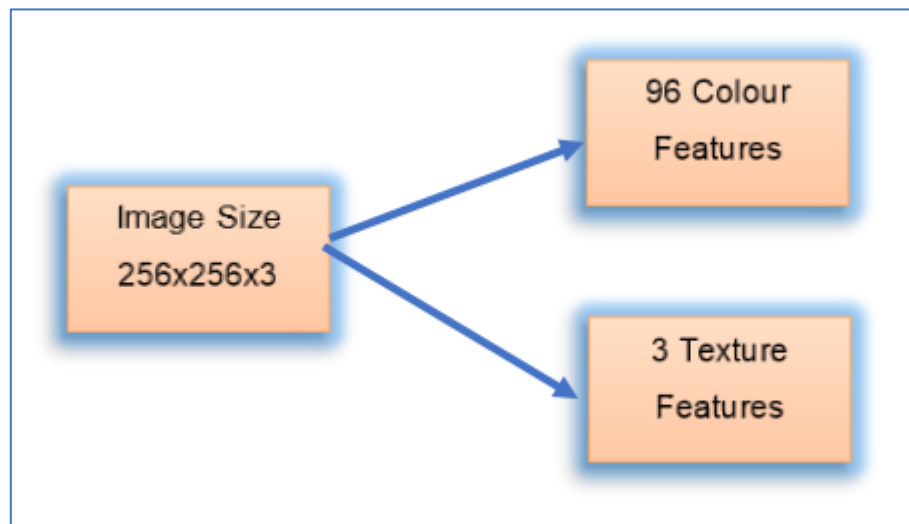 Image Size
256x256x3
96 Colour
Features
3 Texture
Features